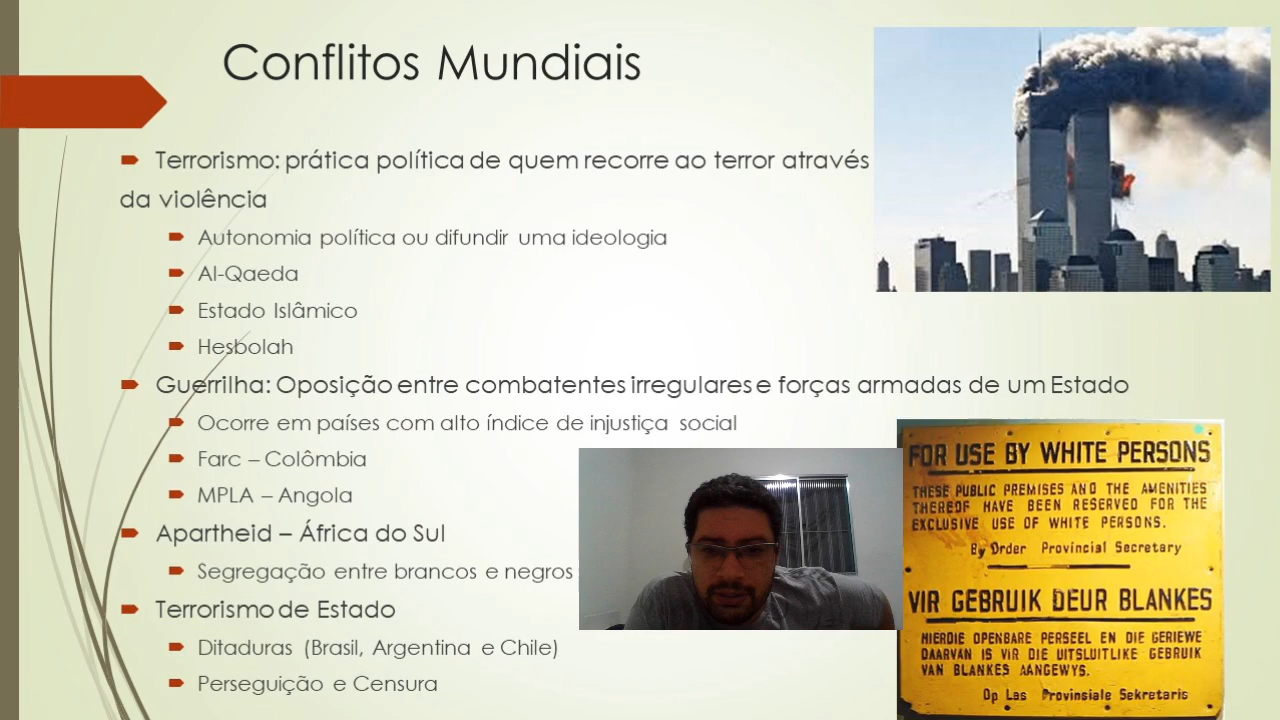 Conflitos Mundiais
Terrorismo: prática política de quem recorre ao terror através
da violência
Autonomia política ou difundir uma ideologia
Al-Qaeda
Estado Islâmico
Hesbolah
Guerrilha: Oposição entre combatentes irregulares e forças armadas de um Estado
Ocorre em países com alto índice de injustiça social
Farc – Colômbia
MPLA – Angola
Apartheid – África do Sul
Segregação entre brancos e negros
Terrorismo de Estado
Ditaduras (Brasil, Argentina e Chile)
Perseguição e Censura
FOR USE BY WHITE PERSONS
THESE PUBLIC PREMISES AND THE AMENITIES
THEREOF HAVE BEEN RESERVED FOR THE
EXCLUSIVE USE OF WHITE PERSONS.
By Order Provincial Secretary
VIR GEBRUIK DEUR BLANKES
HIERDIE OPENBARE PERSEEL EN DIE GERIEWE
DAARVAN IS VIR DIE UITSLUITLIKE GEBRUIK
VAN BLANKES AANGEWYS.
Op Las Provinsiale Sekretaris